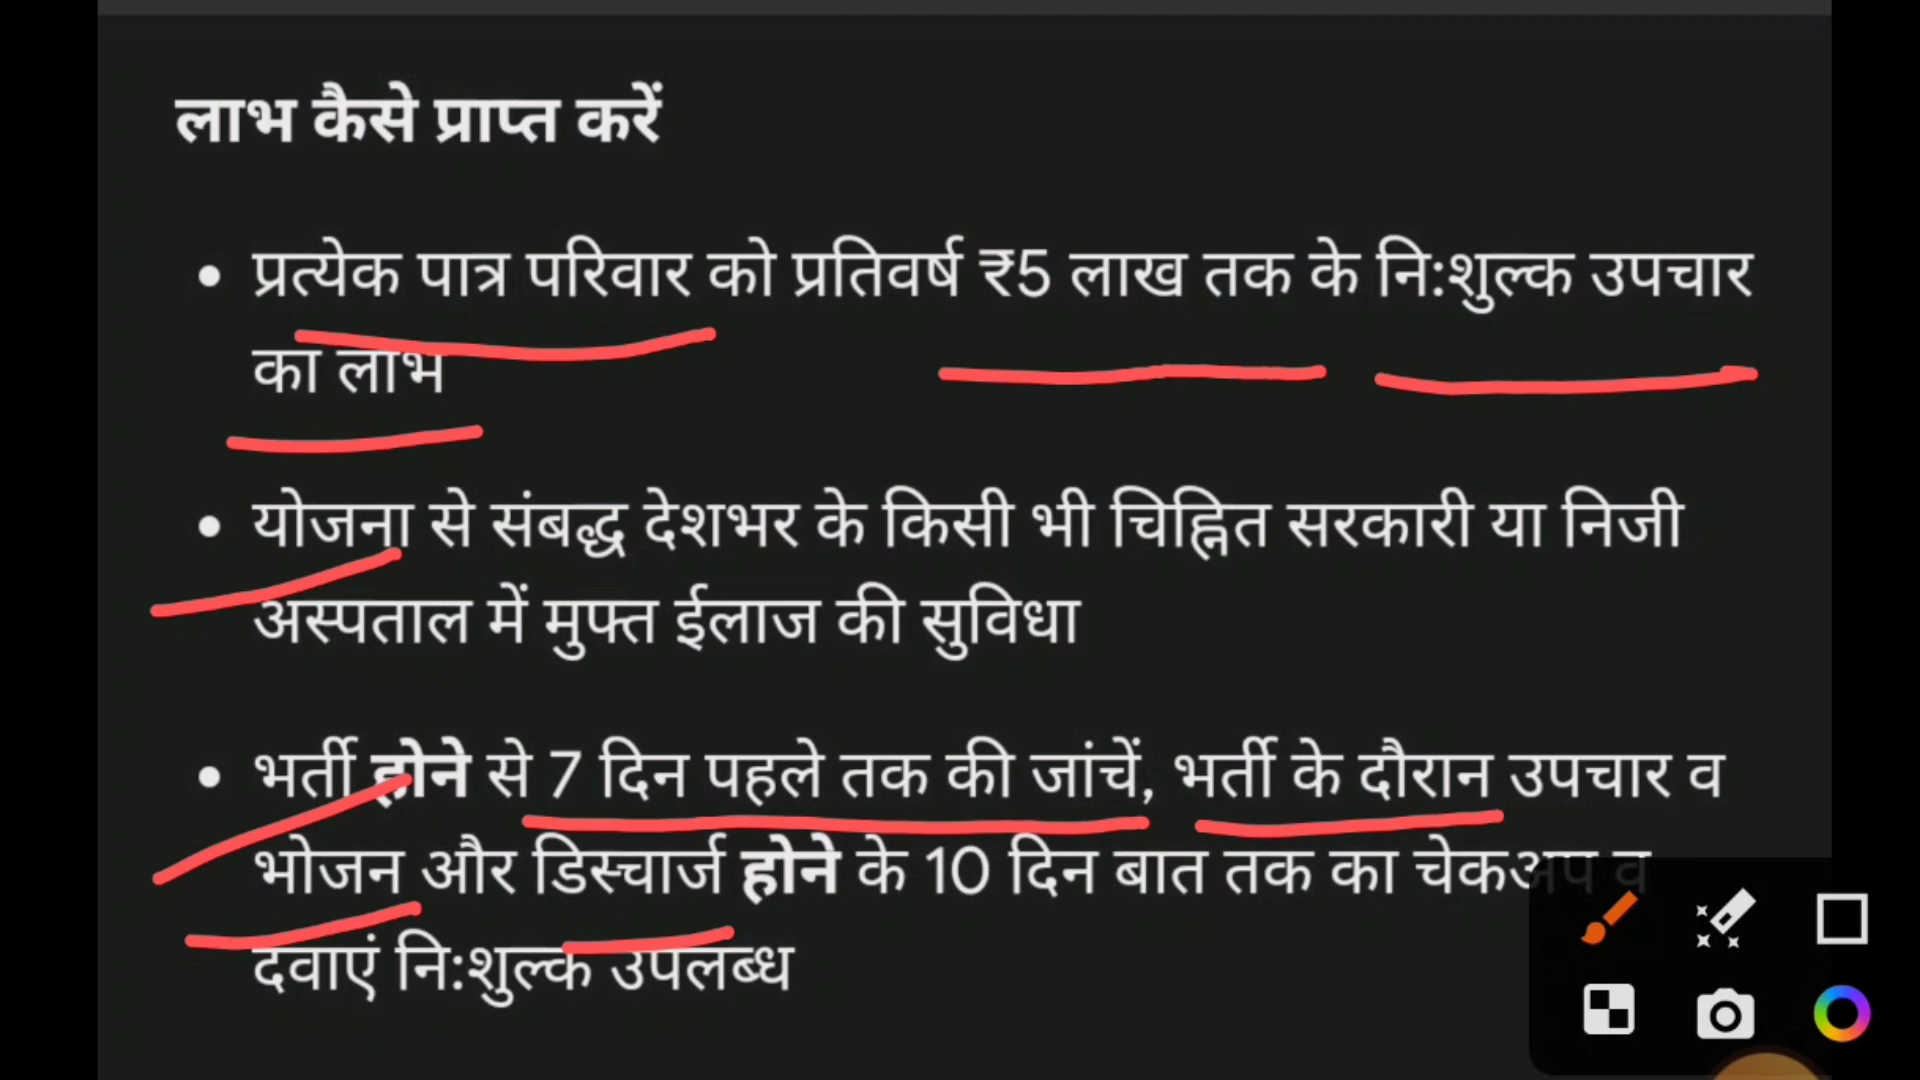 लाभ कैसे प्राप्त करें
• प्रत्येक पात्र परिवार को प्रतिवर्ष ₹5 लाख तक के नि:शुल्क उपचार
का लाभ
• योजना से संबद्ध देशभर के किसी भी चिह्नित सरकारी या निजी
अस्पताल में मुफ्त ईलाज की सुविधा
• भर्ती होने से 7 दिन पहले तक की जांचें, भर्ती के दौरान उपचार व
भोजन और डिस्चार्ज होने के 10 दिन बात तक का चेकअप व
दवाएं नि:शुल्क उपलब्ध